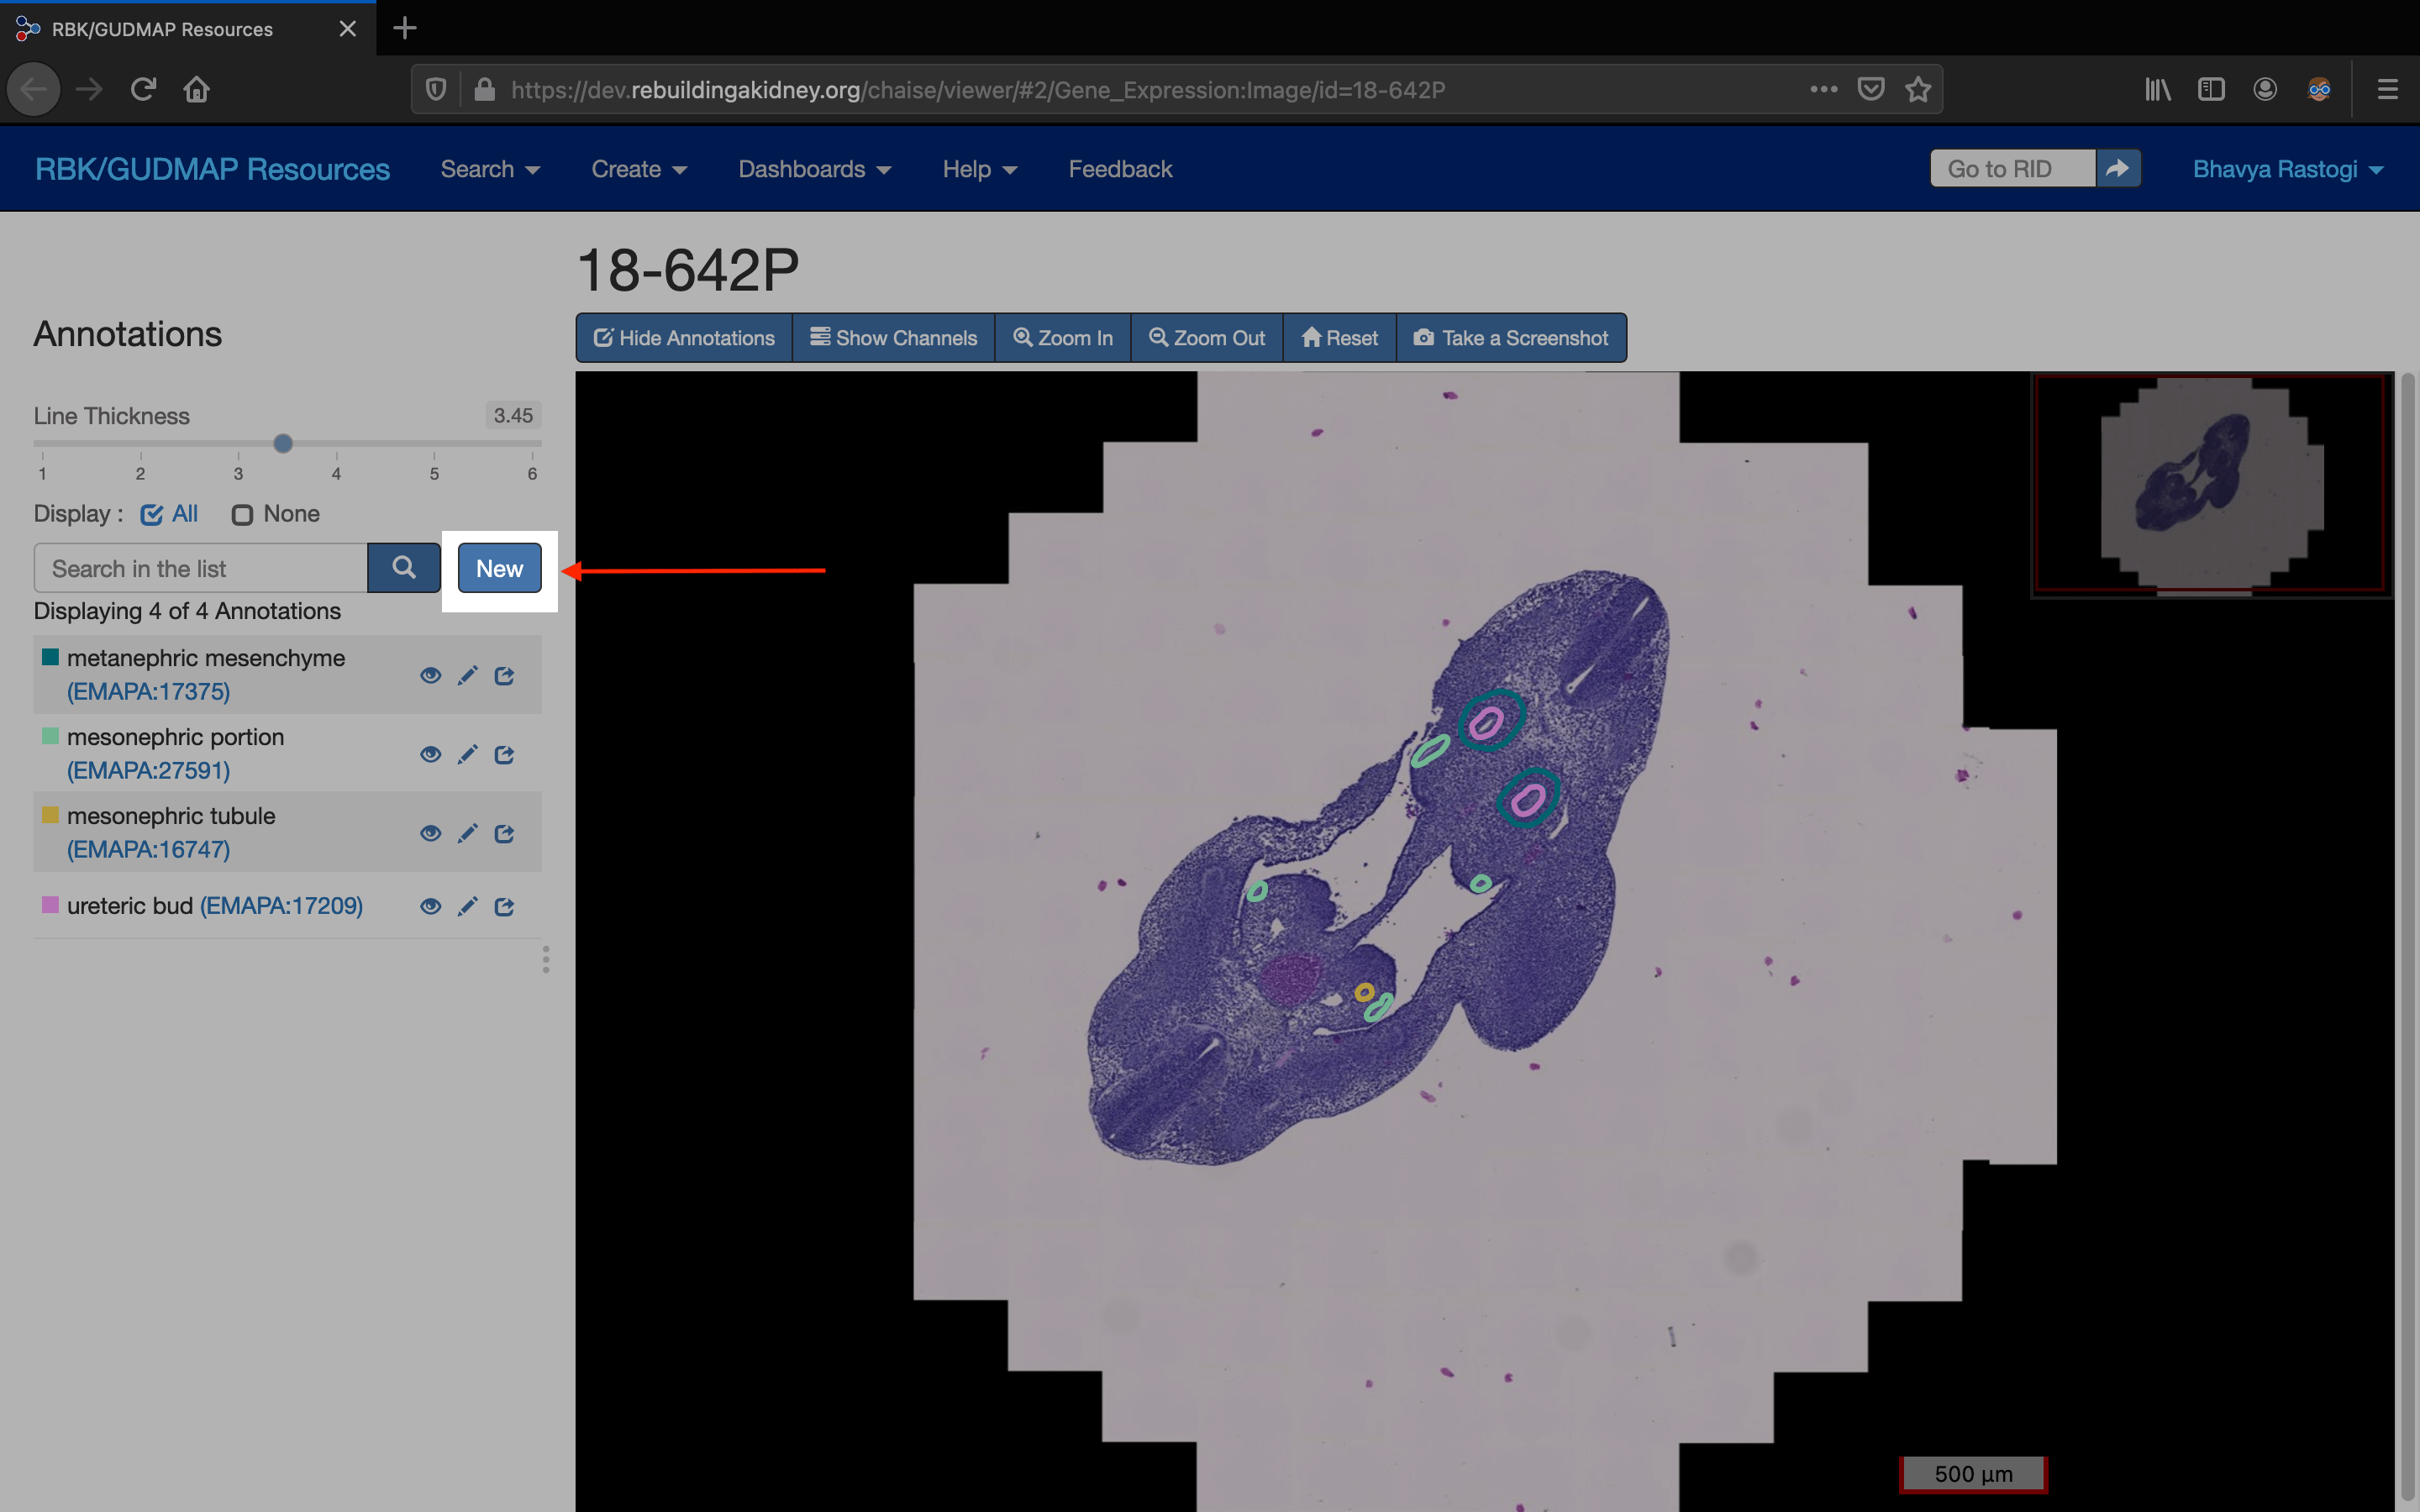 RBK/GUDMAP Resources
https://dev.rebuildingakidney.org/chaise/viewer/#2/Gene_Expression:Image/id=18-642P
RBK/GUDMAP Resources Search Create Dashboards Help Feedback Go to RID Bhavya Rastogi
18-642P
Hide Annotations Show Channels Zoom In Zoom Out Reset Take a Screenshot
Annotations
Line Thickness 3.45
1 2 3 4 5 6
Display : All None
Search in the list New
Displaying 4 of 4 Annotations
metanephric mesenchyme
(EMAPA:17375)
mesonephric portion
(EMAPA:27591)
mesonephric tubule
(EMAPA:16747)
ureteric bud (EMAPA:17209)
500 µm